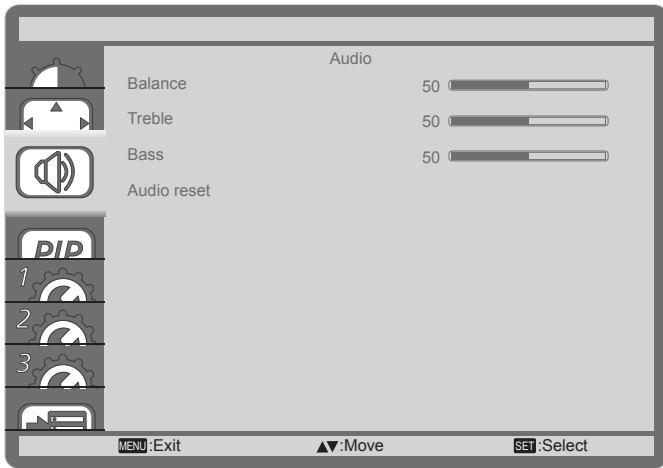 Audio
Balance 50
Treble 50
Bass 50
Audio reset
PIP
1
2
3
MENU :Exit ▲▼:Move SET :Select